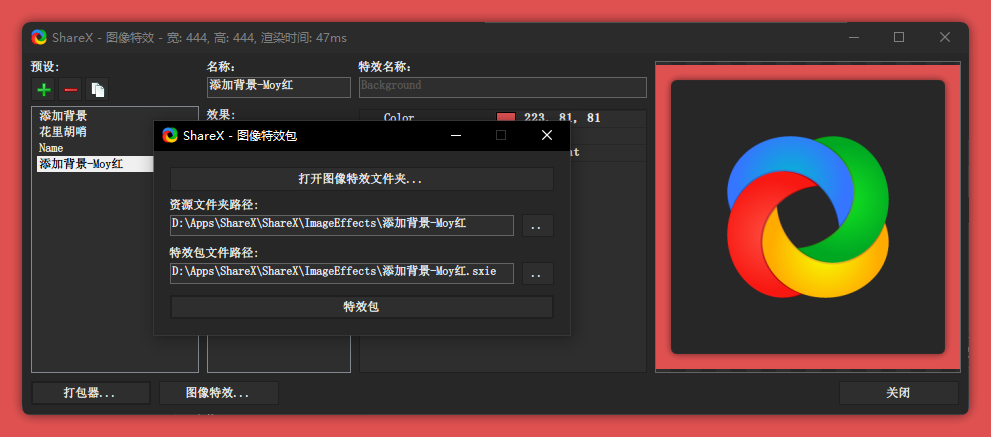 ShareX - 图像特效 - 宽: 444, 高: 444, 渲染时间: 47ms
预设:
名称:
特效名称:
添加背景-Moy红
Background
添加背景
花里胡哨
Name
添加背景-Moy红
效果:
Color
223, 81, 81
ShareX - 图像特效包
打开图像特效文件夹...
资源文件夹路径:
D:\Apps\ShareX\ShareX\ImageEffects\添加背景-Moy红
..
特效包文件路径:
D:\Apps\ShareX\ShareX\ImageEffects\添加背景-Moy红.sxie
..
特效包
打包器...
图像特效...
关闭